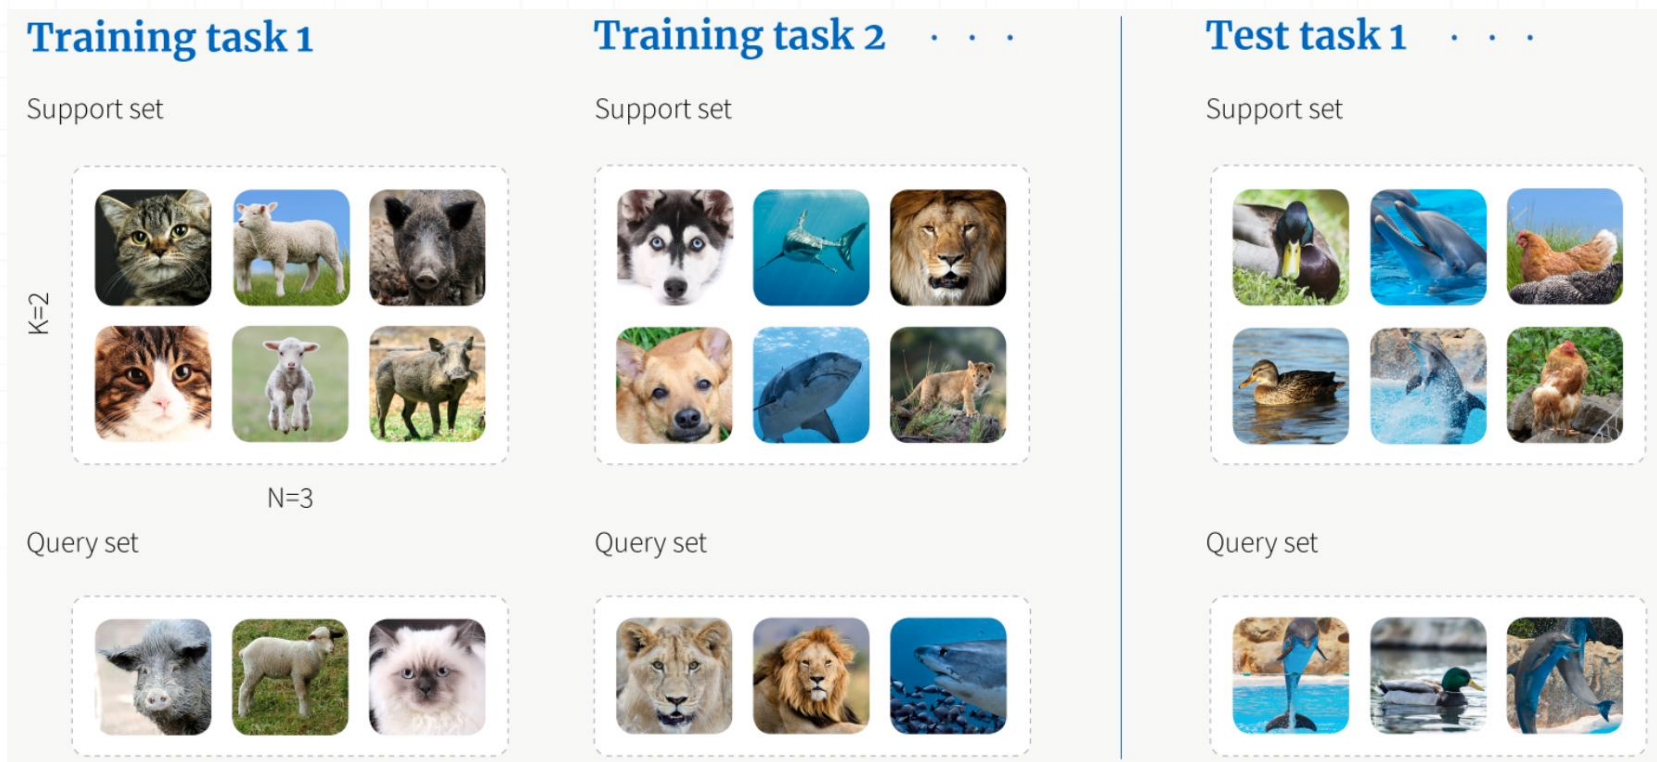 Training task 1
Training task 2 . . .
Test task 1 . . .
Support set
Support set
Support set
K=2
N=3
Query set
Query set
Query set